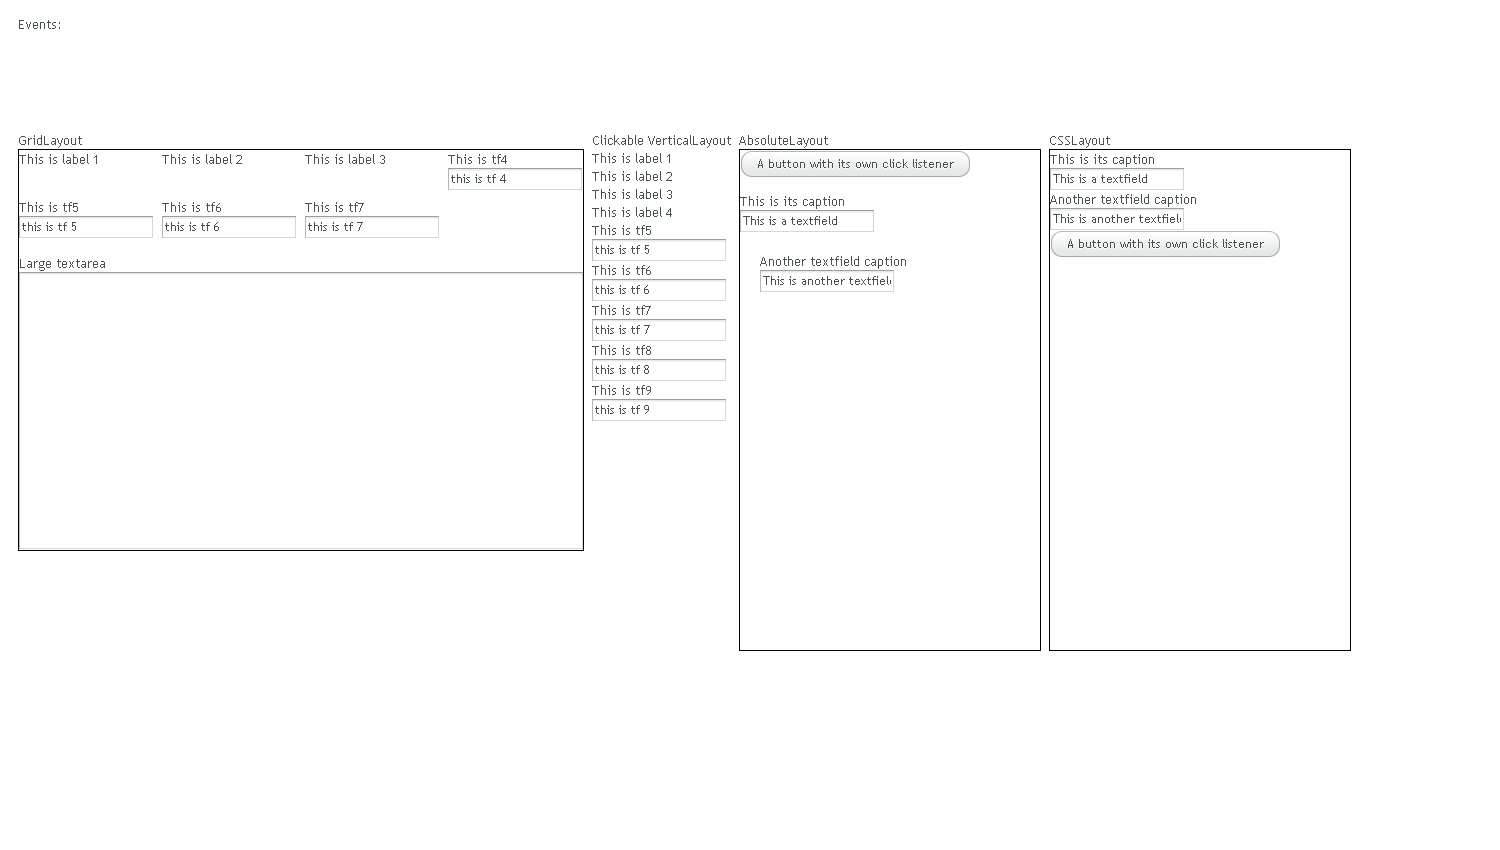 Events:
GridLayout
This is label 1
This is label 2
This is label 3
This is tf4
this is tf 4
This is tf5
This is tf6
This is tf7
this is tf 5
this is tf 6
this is tf 7
Large textarea
Clickable VerticalLayout
This is label 1
This is label 2
This is label 3
This is label 4
This is tf5
this is tf 5
This is tf6
this is tf 6
This is tf7
this is tf 7
This is tf8
this is tf 8
This is tf9
this is tf 9
AbsoluteLayout
A button with its own click listener
This is its caption
This is a textfield
Another textfield caption
This is another textfiel
CSSLayout
This is its caption
This is a textfield
Another textfield caption
This is another textfiel
A button with its own click listener